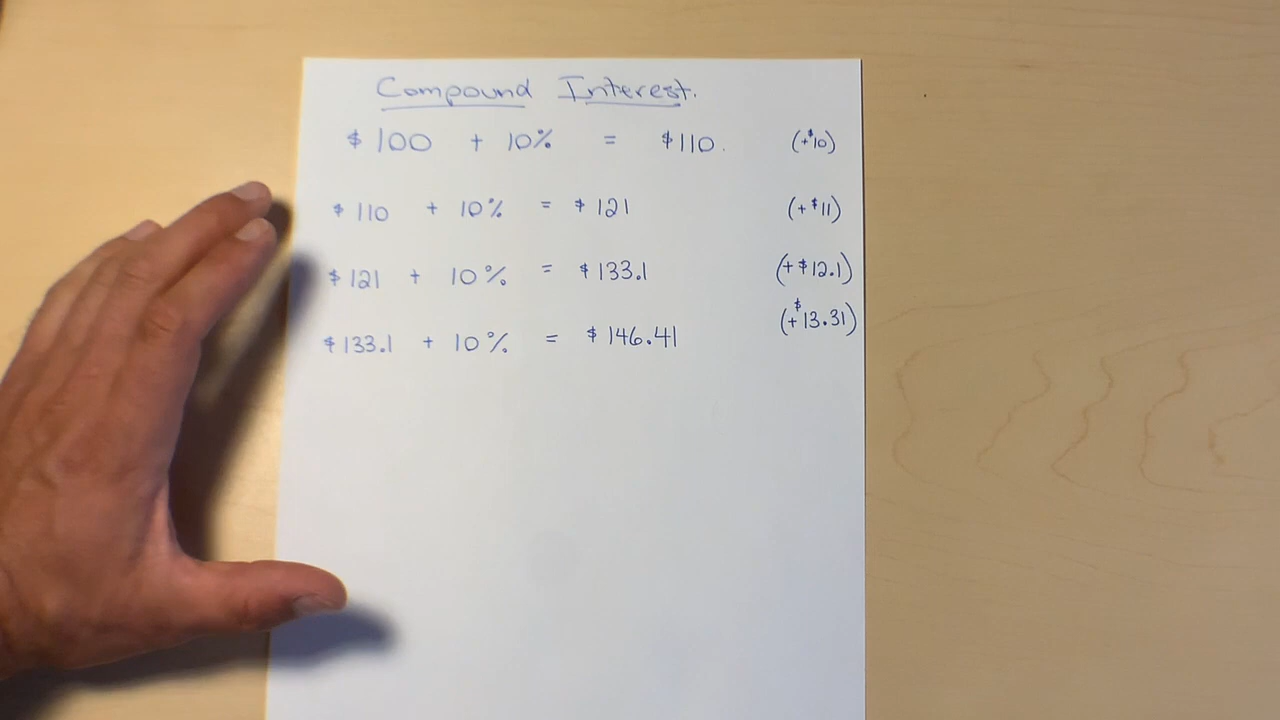 Compound Interest.
$100 + 10% = $110. (+$10)
$110 + 10% = $121 (+$11)
$121 + 10% = $133.1 (+$12.1)
$133.1 + 10% = $146.41 (+$13.31)